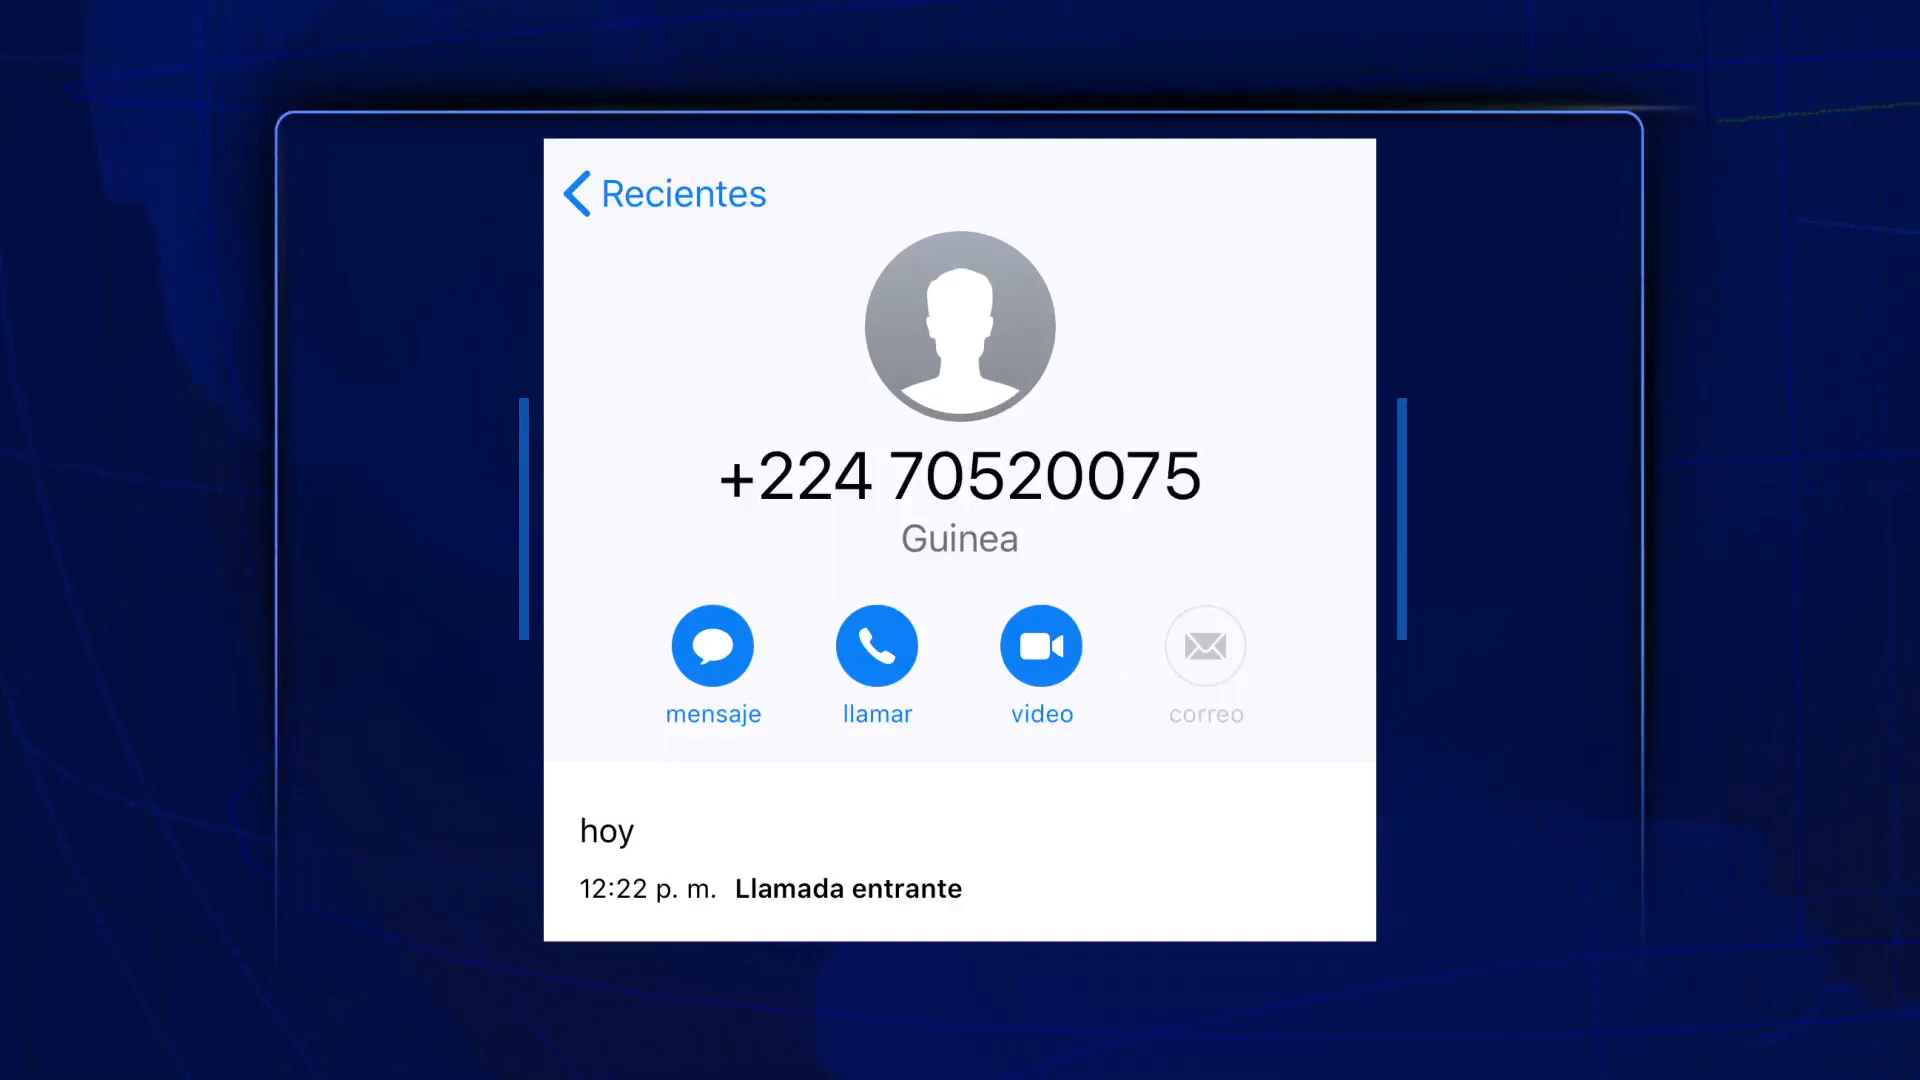 Recientes
+224 70520075
Guinea
mensaje
llamar
video
correo
hoy
12:22 p. m. Llamada entrante